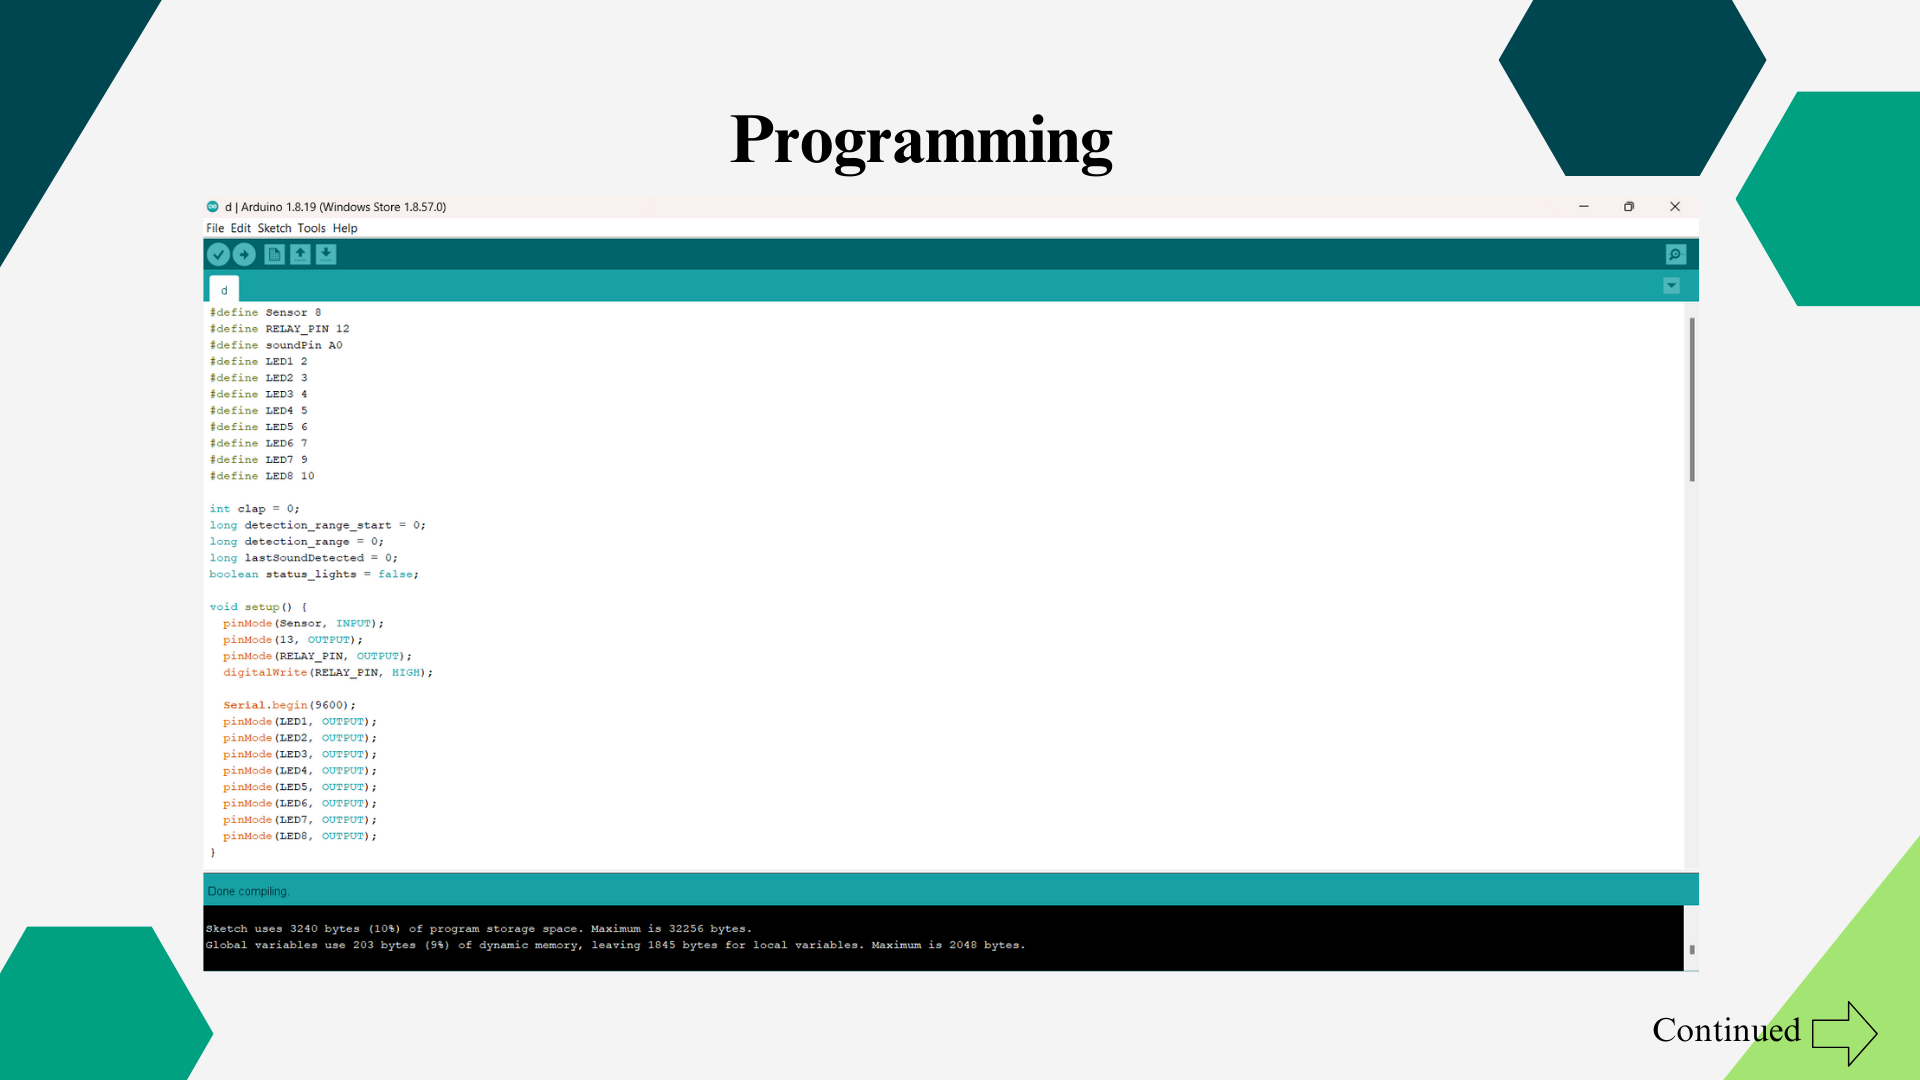 Programming
d | Arduino 1.8.19 (Windows Store 1.8.57.0)
File Edit Sketch Tools Help
d
#define Sensor 8
#define RELAY_PIN 12
#define soundPin A0
#define LED1 2
#define LED2 3
#define LED3 4
#define LED4 5
#define LED5 6
#define LED6 7
#define LED7 9
#define LED8 10
int clap = 0;
long detection_range_start = 0;
long detection_range = 0;
long lastSoundDetected = 0;
boolean status_lights = false;
void setup() {
pinMode(Sensor, INPUT);
pinMode(13, OUTPUT);
pinMode(RELAY_PIN, OUTPUT);
digitalWrite(RELAY_PIN, HIGH);
Serial.begin(9600);
pinMode(LED1, OUTPUT);
pinMode(LED2, OUTPUT);
pinMode(LED3, OUTPUT);
pinMode(LED4, OUTPUT);
pinMode(LED5, OUTPUT);
pinMode(LED6, OUTPUT);
pinMode(LED7, OUTPUT);
pinMode(LED8, OUTPUT);
}
Done compiling.
Sketch uses 3240 bytes (10%) of program storage space. Maximum is 32256 bytes.
Global variables use 203 bytes (9%) of dynamic memory, leaving 1845 bytes for local variables. Maximum is 2048 bytes.
Continued